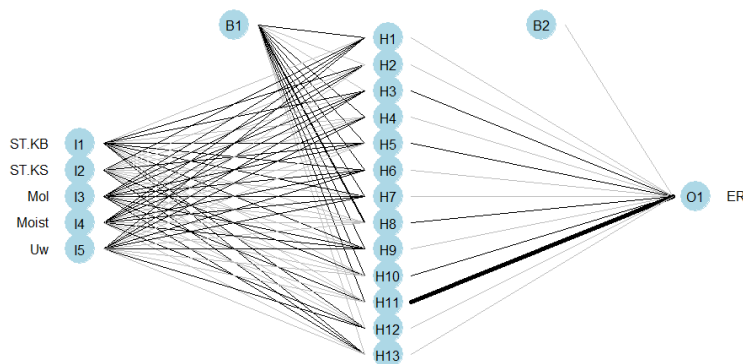 B1 B2
H1
H2
H3
H4
ST.KB I1 H5
ST.KS I2 H6
Mol I3 H7 O1 ER
Moist I4 H8
Uw I5 H9
H10
H11
H12
H13